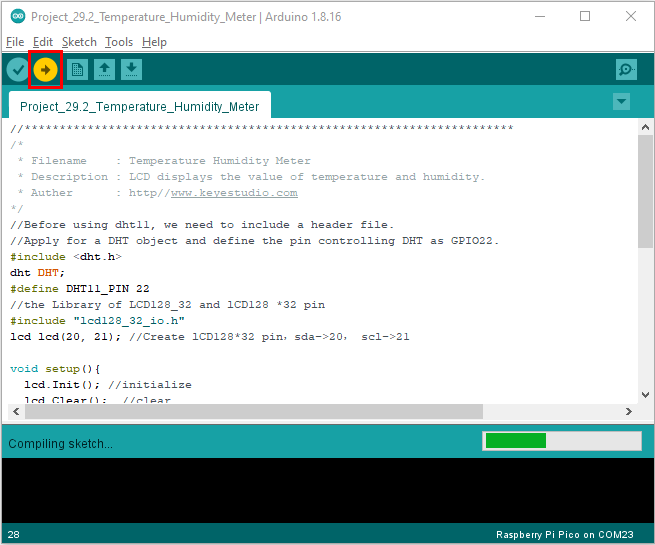 Project_29.2_Temperature_Humidity_Meter | Arduino 1.8.16
File Edit Sketch Tools Help
Project_29.2_Temperature_Humidity_Meter
//**********************************************************************
/*
 * Filename    : Temperature Humidity Meter
 * Description : LCD displays the value of temperature and humidity.
 * Auther      : http//www.keyestudio.com
*/
//Before using dht11, we need to include a header file.
//Apply for a DHT object and define the pin controlling DHT as GPIO22.
#include <dht.h>
dht DHT;
#define DHT11_PIN 22
//the Library of LCD128_32 and lCD128 *32 pin
#include "lcd128_32_io.h"
lcd lcd(20, 21); //Create lCD128*32 pin，sda->20， scl->21
void setup(){
  lcd.Init(); //initialize
  lcd.Clear();  //clear
Compiling sketch...
28
Raspberry Pi Pico on COM23